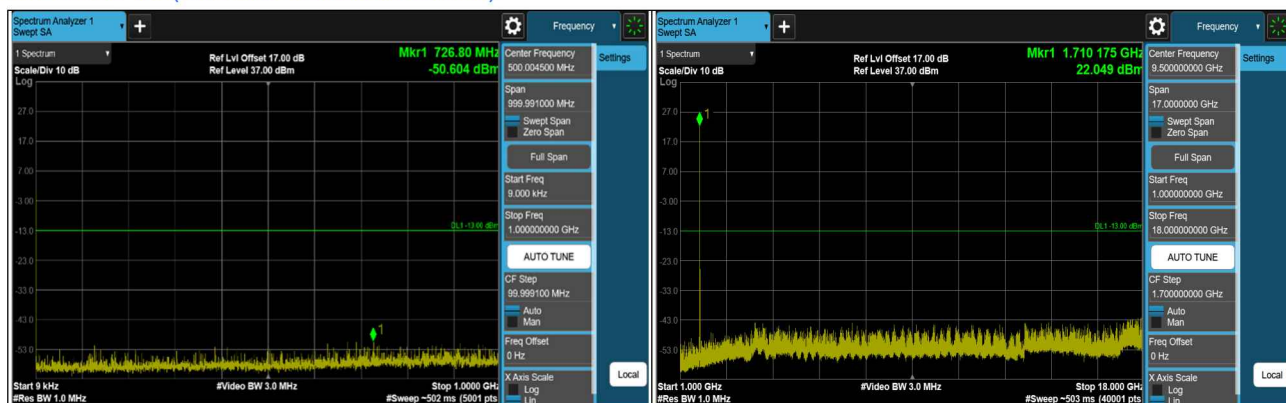 Spectrum Analyzer 1
Swept SA
+
Frequency
1 Spectrum
Scale/Div 10 dB
Log
Ref Lvl Offset 17.00 dB
Ref Level 37.00 dBm
Mkr1 726.80 MHz
-50.604 dBm
27.0
17.0
7.00
-3.00
-13.0
-23.0
-33.0
-43.0
-53.0
DL1 -13.00 dBm
1
Start 9 kHz
#Res BW 1.0 MHz
#Video BW 3.0 MHz
Stop 1.0000 GHz
#Sweep ~502 ms (5001 pts
Center Frequency
500.004500 MHz
Span
999.991000 MHz
Swept Span
Zero Span
Full Span
Start Freq
9.000 kHz
Stop Freq
1.000000000 GHz
AUTO TUNE
CF Step
99.999100 MHz
Auto
Man
Freq Offset
0 Hz
X Axis Scale
Log
Lin
Settings
Local
Spectrum Analyzer 1
Swept SA
+
Frequency
1 Spectrum
Scale/Div 10 dB
Log
Ref Lvl Offset 17.00 dB
Ref Level 37.00 dBm
Mkr1 1.710 175 GHz
22.049 dBm
27.0
17.0
7.00
-3.00
-13.0
-23.0
-33.0
-43.0
-53.0
DL1 -13.00 dBm
1
Start 1.000 GHz
#Res BW 1.0 MHz
#Video BW 3.0 MHz
Stop 18.000 GHz
#Sweep ~503 ms (40001 pts
Center Frequency
9.500000000 GHz
Span
17.0000000 GHz
Swept Span
Zero Span
Full Span
Start Freq
1.000000000 GHz
Stop Freq
18.000000000 GHz
AUTO TUNE
CF Step
1.700000000 GHz
Auto
Man
Freq Offset
0 Hz
X Axis Scale
Log
Lin
Settings
Local